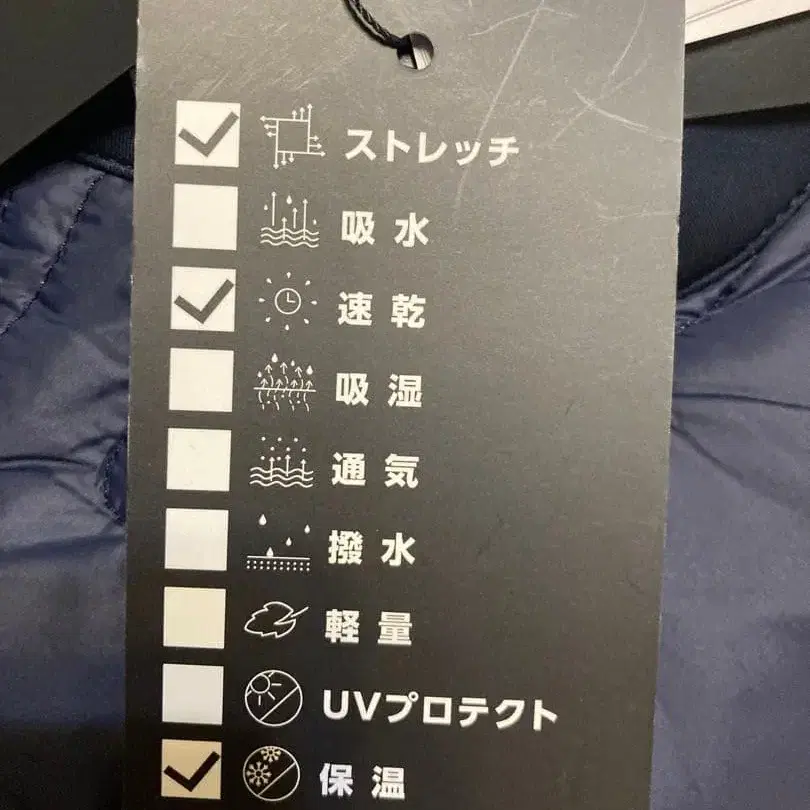 ストレッチ
吸水
速乾
吸湿
通気
撥水
軽量
UVプロテクト
保温